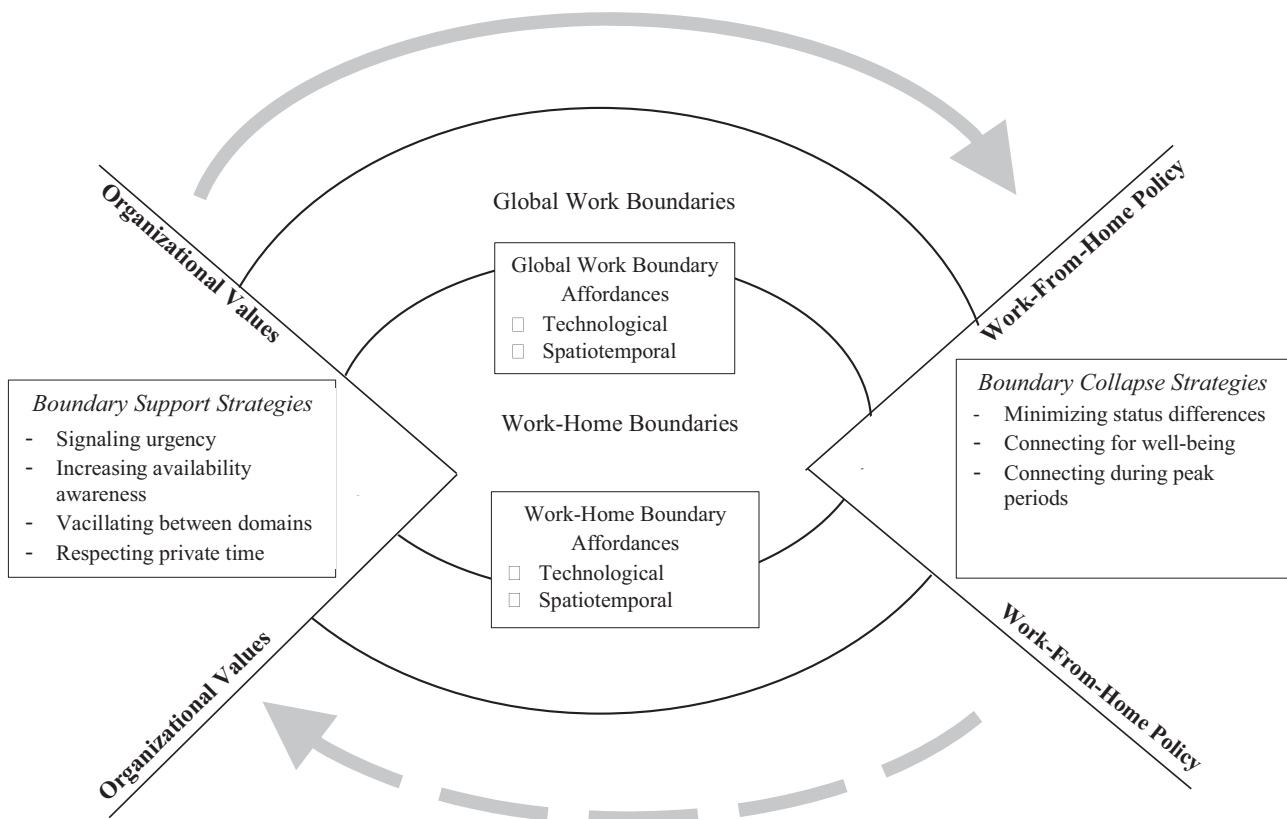 Organizational Values
Work-From-Home Policy
Global Work Boundaries
Global Work Boundary
Affordances
□ Technological
□ Spatiotemporal
Boundary Support Strategies
- Signaling urgency
- Increasing availability
awareness
- Vacillating between domains
- Respecting private time
Work-Home Boundaries
Boundary Collapse Strategies
- Minimizing status differences
- Connecting for well-being
- Connecting during peak
periods
Work-Home Boundary
Affordances
□ Technological
□ Spatiotemporal
Organizational Values
Work-From-Home Policy